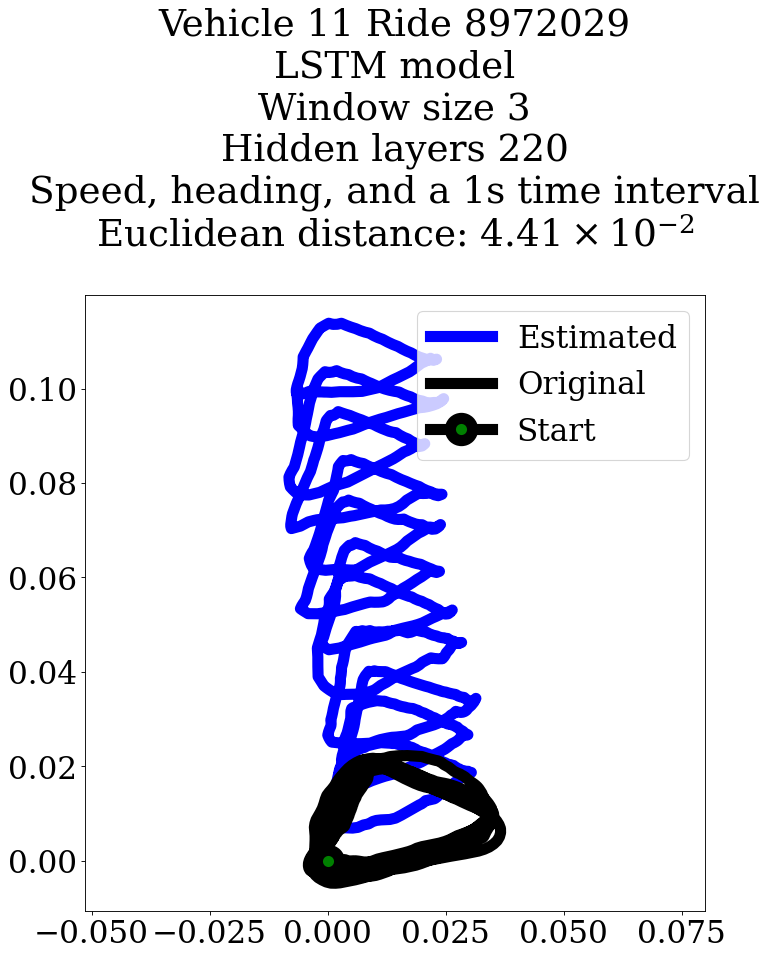 Vehicle 11 Ride 8972029
LSTM model
Window size 3
Hidden layers 220
Speed, heading, and a 1s time interval
Euclidean distance: 4.41 × 10⁻²
Estimated
Original
Start
0.10
0.08
0.06
0.04
0.02
0.00
−0.050 −0.025 0.000 0.025 0.050 0.075